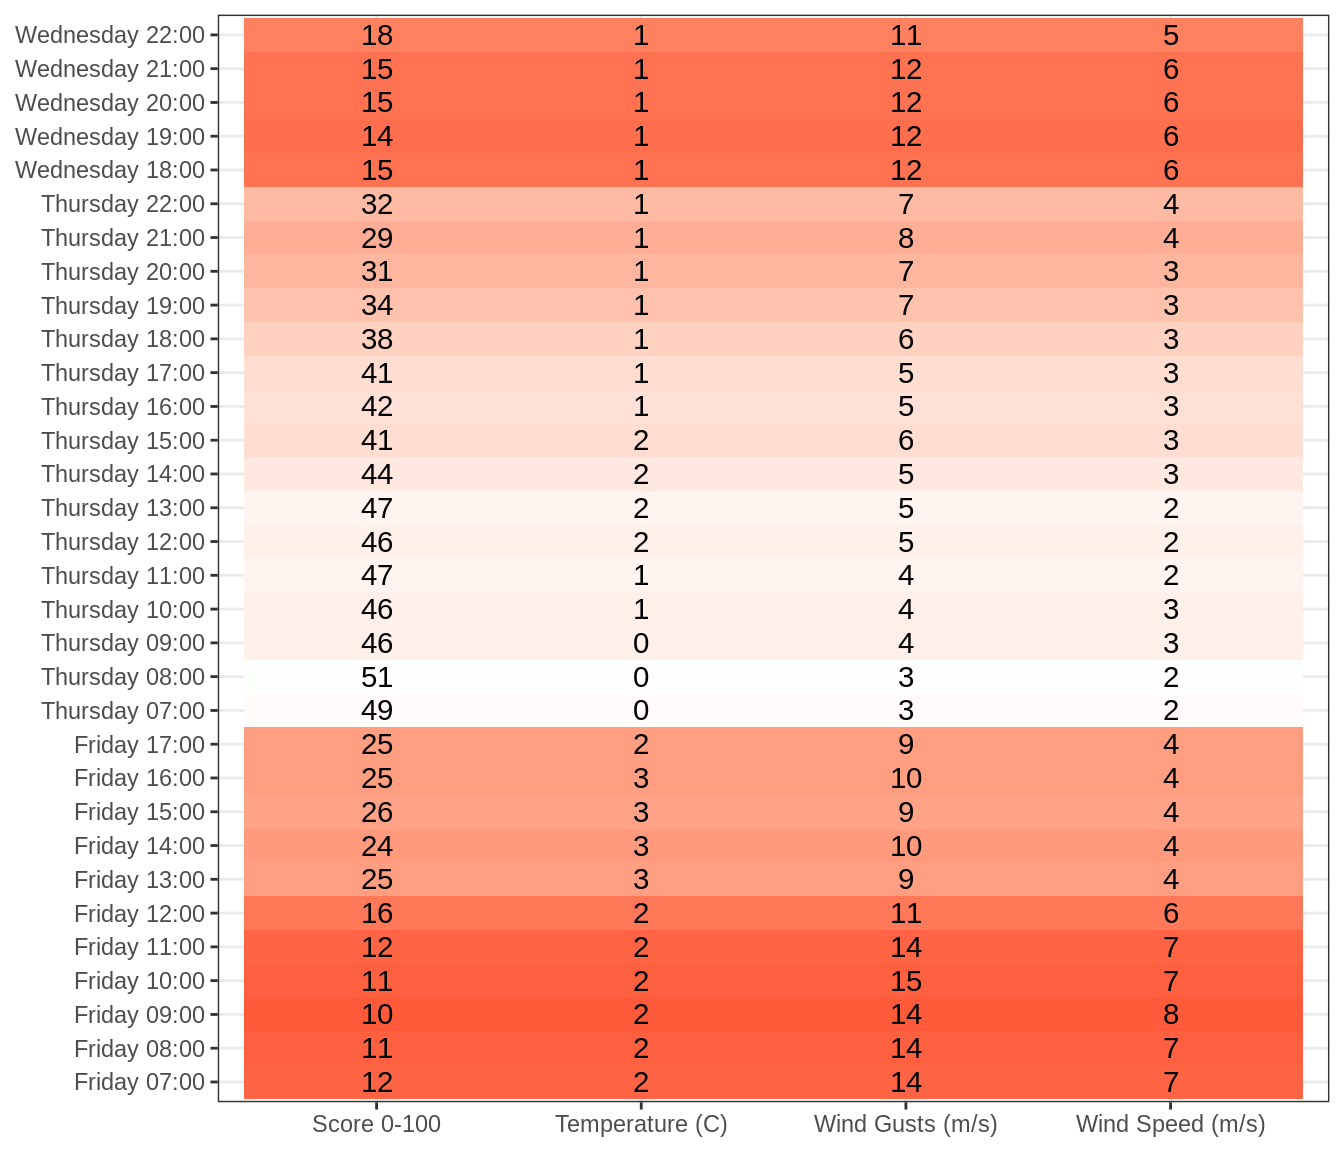 Wednesday 22:00 18 1 11 5
Wednesday 21:00 15 1 12 6
Wednesday 20:00 15 1 12 6
Wednesday 19:00 14 1 12 6
Wednesday 18:00 15 1 12 6
Thursday 22:00 32 1 7 4
Thursday 21:00 29 1 8 4
Thursday 20:00 31 1 7 3
Thursday 19:00 34 1 7 3
Thursday 18:00 38 1 6 3
Thursday 17:00 41 1 5 3
Thursday 16:00 42 1 5 3
Thursday 15:00 41 2 6 3
Thursday 14:00 44 2 5 3
Thursday 13:00 47 2 5 2
Thursday 12:00 46 2 5 2
Thursday 11:00 47 1 4 2
Thursday 10:00 46 1 4 3
Thursday 09:00 46 0 4 3
Thursday 08:00 51 0 3 2
Thursday 07:00 49 0 3 2
Friday 17:00 25 2 9 4
Friday 16:00 25 3 10 4
Friday 15:00 26 3 9 4
Friday 14:00 24 3 10 4
Friday 13:00 25 3 9 4
Friday 12:00 16 2 11 6
Friday 11:00 12 2 14 7
Friday 10:00 11 2 15 7
Friday 09:00 10 2 14 8
Friday 08:00 11 2 14 7
Friday 07:00 12 2 14 7
Score 0-100 Temperature (C) Wind Gusts (m/s) Wind Speed (m/s)